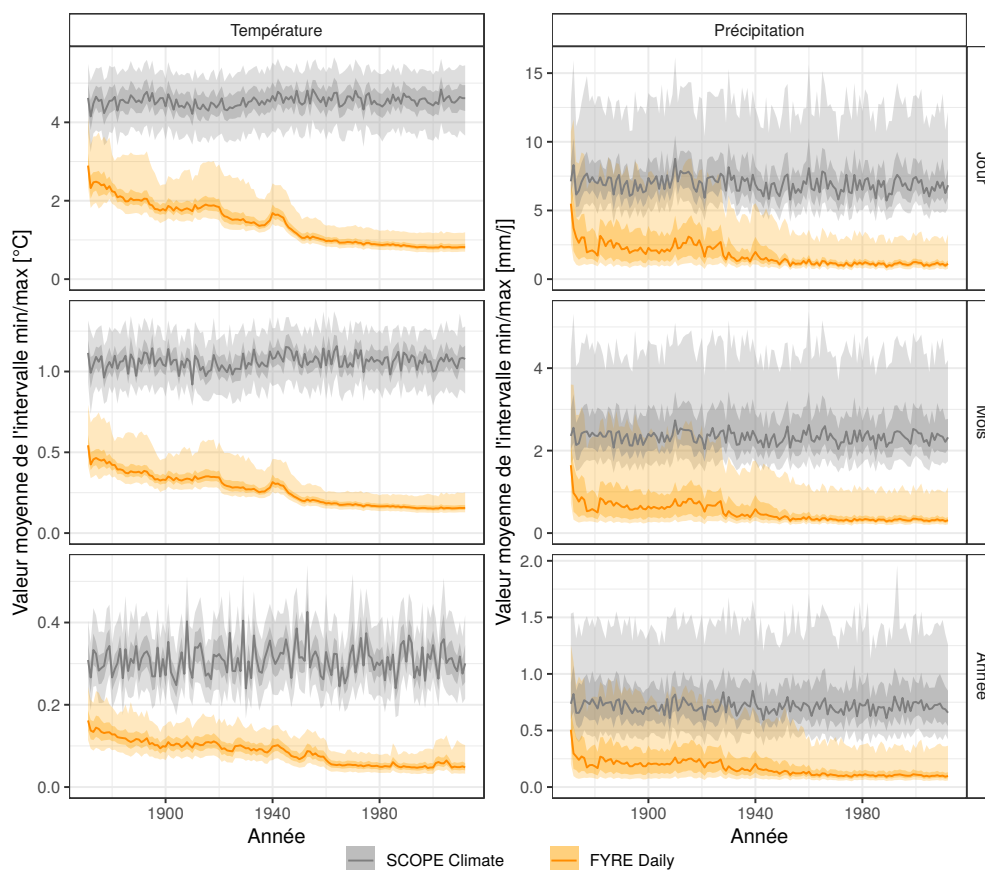 Température
Précipitation
Valeur moyenne de l'intervalle min/max [°C]
4
2
0
Valeur moyenne de l'intervalle min/max [mm/j]
15
10
5
0
Jour
1.0
0.5
0.0
4
2
0
Mois
0.4
0.2
0.0
2.0
1.5
1.0
0.5
0.0
Année
1900 1940 1980
1900 1940 1980
Année
Année
SCOPE Climate FYRE Daily